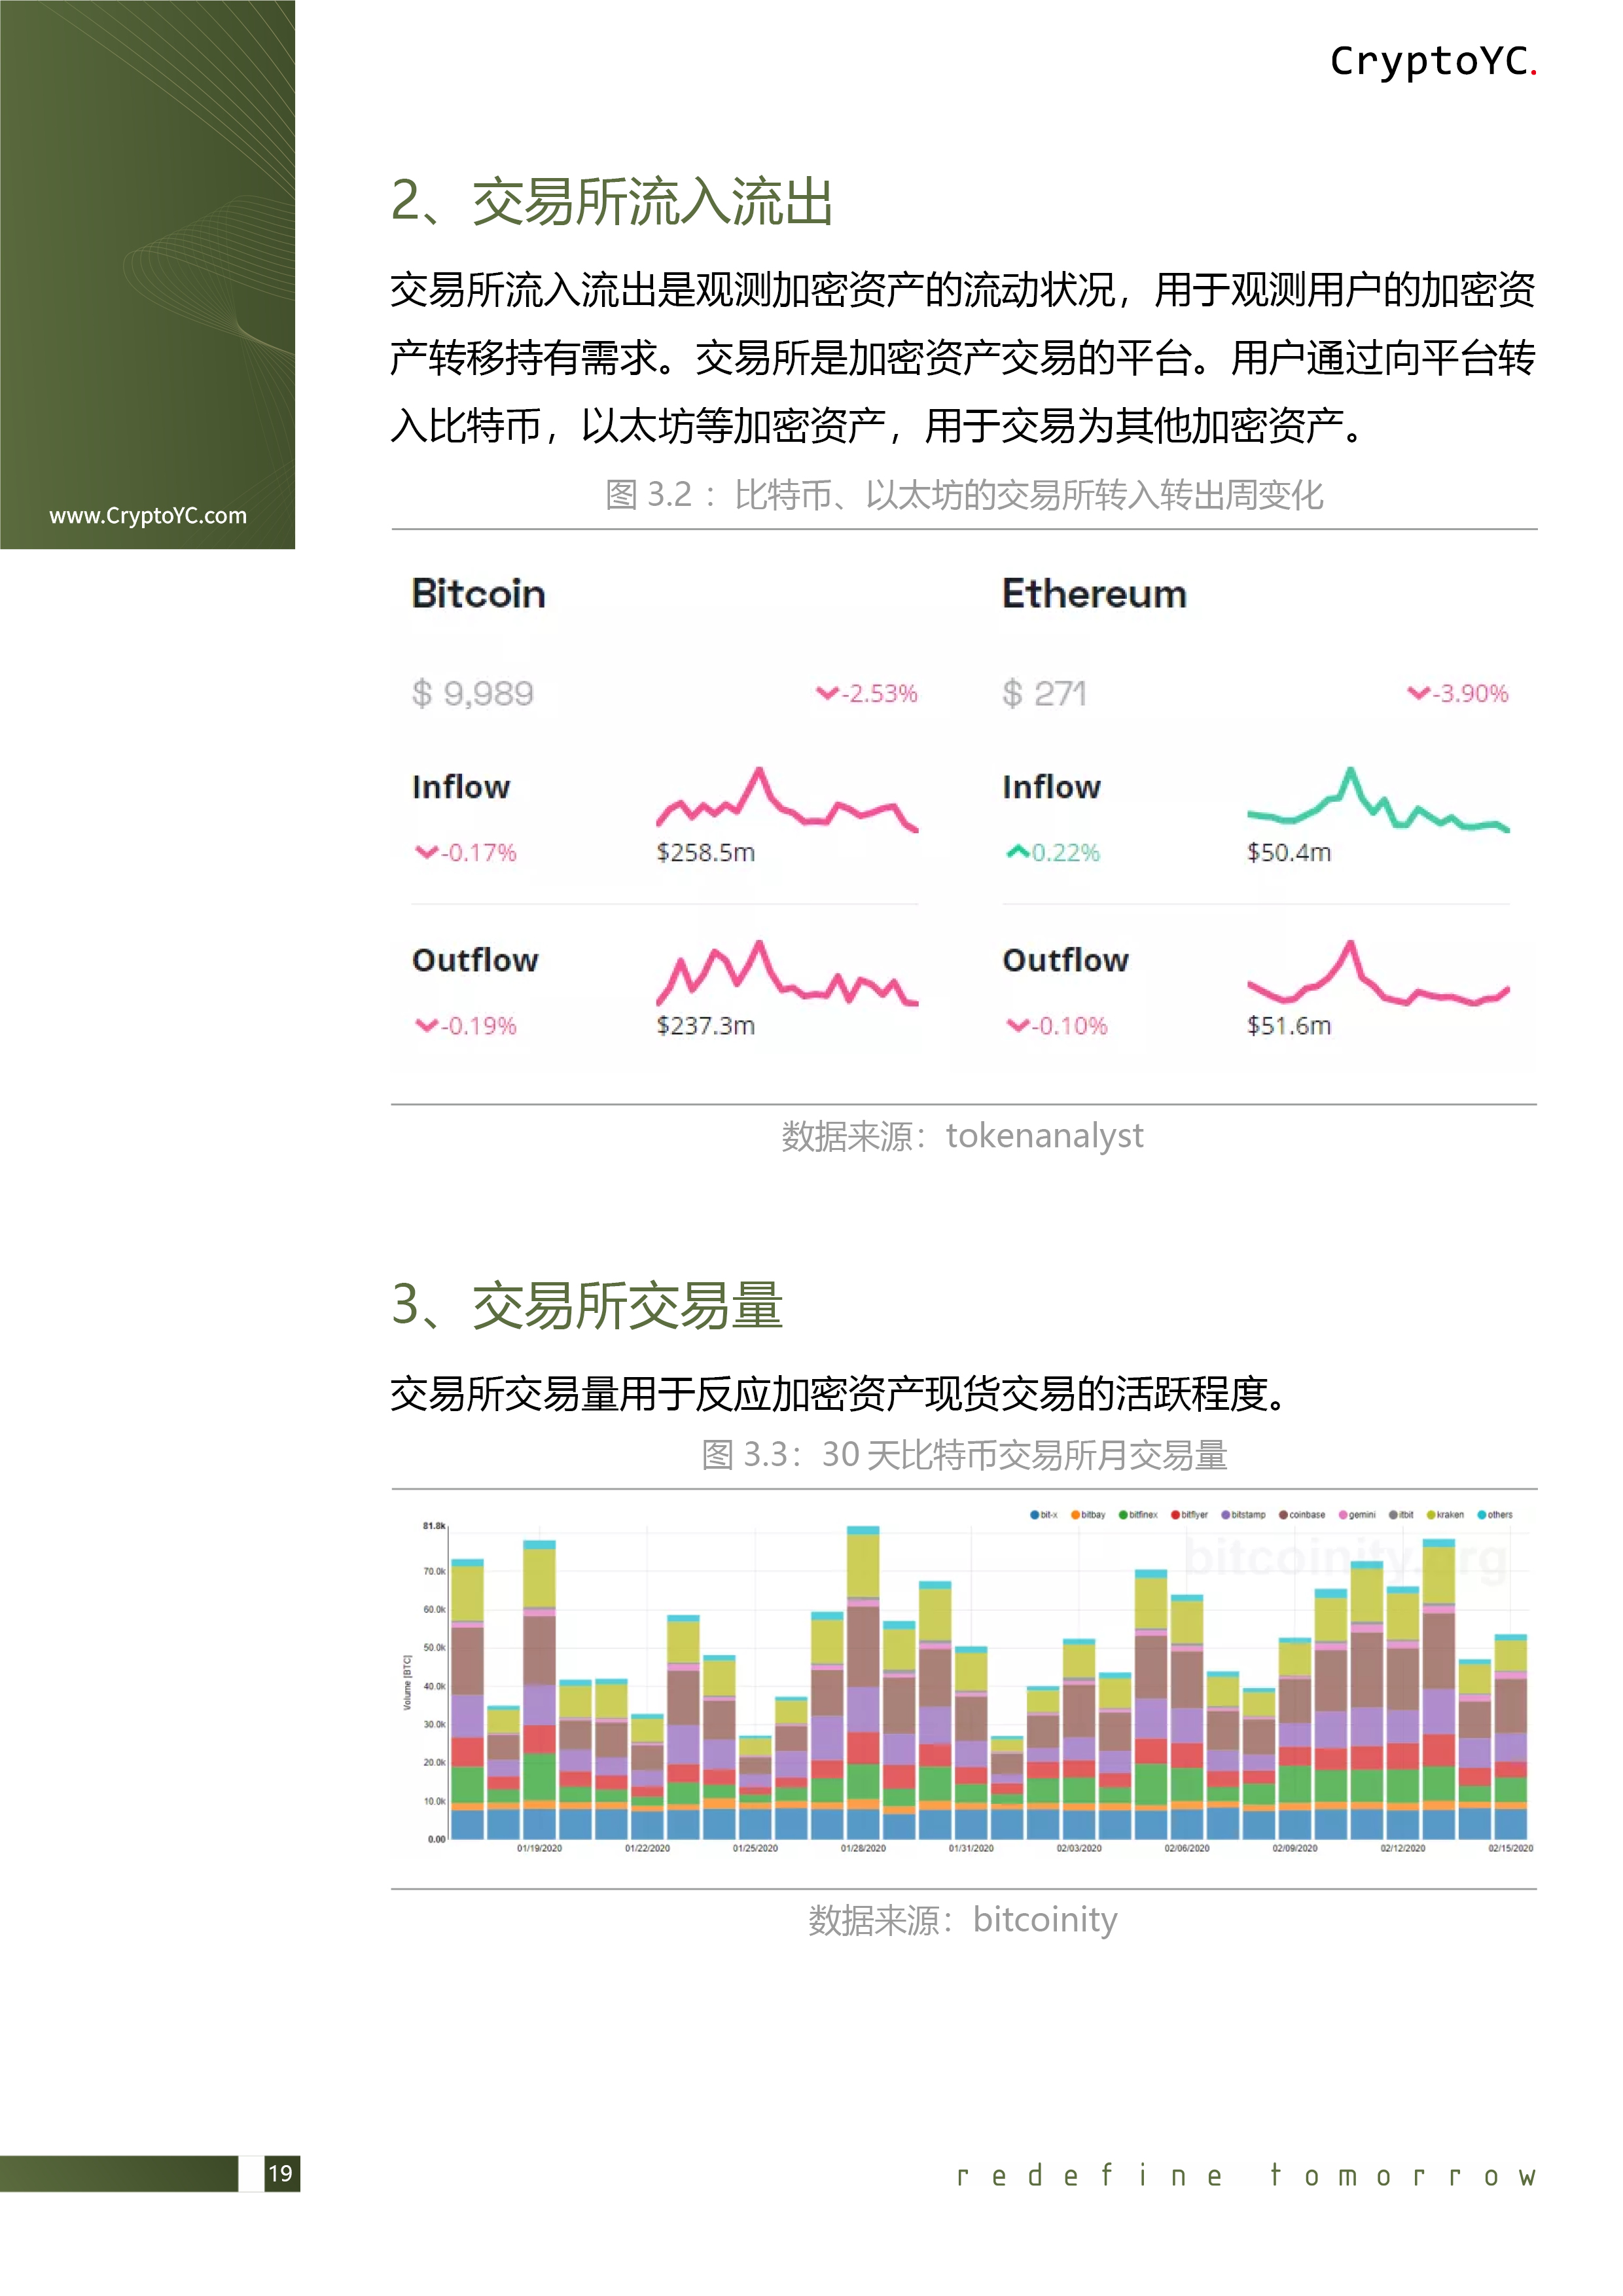 CryptoYC.
www.CryptoYC.com
2、交易所流入流出
交易所流入流出是观测加密资产的流动状况，用于观测用户的加密资
产转移持有需求。交易所是加密资产交易的平台。用户通过向平台转
入比特币，以太坊等加密资产，用于交易为其他加密资产。
图 3.2 ：比特币、以太坊的交易所转入转出周变化
Bitcoin
$ 9,989
-2.53%
Inflow
-0.17%
$258.5m
Outflow
-0.19%
$237.3m
Ethereum
$ 271
-3.90%
Inflow
0.22%
$50.4m
Outflow
-0.10%
$51.6m
数据来源：tokenanalyst
3、交易所交易量
交易所交易量用于反应加密资产现货交易的活跃程度。
图 3.3：30 天比特币交易所月交易量
bit-x bitbay bitfinex bitflyer bitstamp coinbase gemini itbit kraken others
bitcoinity.org
Volume [BTC]
81.8k
70.0k
60.0k
50.0k
40.0k
30.0k
20.0k
10.0k
0.00
01/19/2020 01/22/2020 01/25/2020 01/28/2020 01/31/2020 02/03/2020 02/06/2020 02/09/2020 02/12/2020 02/15/2020
数据来源：bitcoinity
19
redefine tomorrow